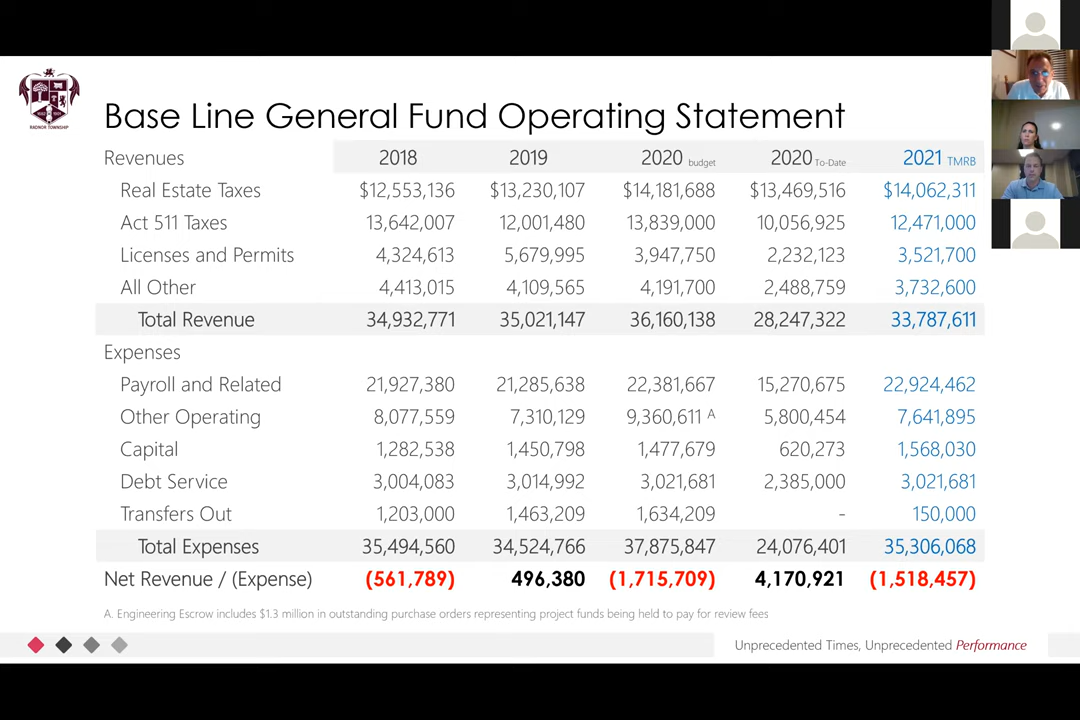 RADNOR TOWNSHIP
Base Line General Fund Operating Statement
Revenues 2018 2019 2020 budget 2020 To-Date 2021 TMRB
Real Estate Taxes $12,553,136 $13,230,107 $14,181,688 $13,469,516 $14,062,311
Act 511 Taxes 13,642,007 12,001,480 13,839,000 10,056,925 12,471,000
Licenses and Permits 4,324,613 5,679,995 3,947,750 2,232,123 3,521,700
All Other 4,413,015 4,109,565 4,191,700 2,488,759 3,732,600
Total Revenue 34,932,771 35,021,147 36,160,138 28,247,322 33,787,611
Expenses
Payroll and Related 21,927,380 21,285,638 22,381,667 15,270,675 22,924,462
Other Operating 8,077,559 7,310,129 9,360,611 A 5,800,454 7,641,895
Capital 1,282,538 1,450,798 1,477,679 620,273 1,568,030
Debt Service 3,004,083 3,014,992 3,021,681 2,385,000 3,021,681
Transfers Out 1,203,000 1,463,209 1,634,209 - 150,000
Total Expenses 35,494,560 34,524,766 37,875,847 24,076,401 35,306,068
Net Revenue / (Expense) (561,789) 496,380 (1,715,709) 4,170,921 (1,518,457)
A. Engineering Escrow includes $1.3 million in outstanding purchase orders representing project funds being held to pay for review fees
Unprecedented Times, Unprecedented Performance